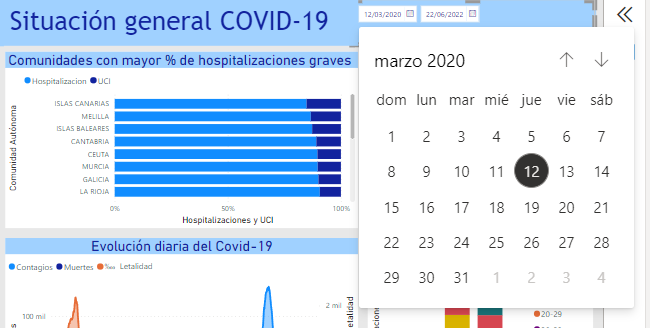 Situación general COVID-19
12/03/2020 22/06/2022
Comunidades con mayor % de hospitalizaciones graves
Hospitalizacion UCI
Comunidad Autónoma
ISLAS CANARIAS
MELILLA
ISLAS BALEARES
CANTABRIA
CEUTA
MURCIA
GALICIA
LA RIOJA
0% 50% 100%
Hospitalizaciones y UCI
Evolución diaria del Covid-19
Contagios Muertes Letalidad
100 mil
2 mil
marzo 2020
dom lun mar mié jue vie sáb
1 2 3 4 5 6 7
8 9 10 11 12 13 14
15 16 17 18 19 20 21
22 23 24 25 26 27 28
29 30 31 1 2 3 4
20-29